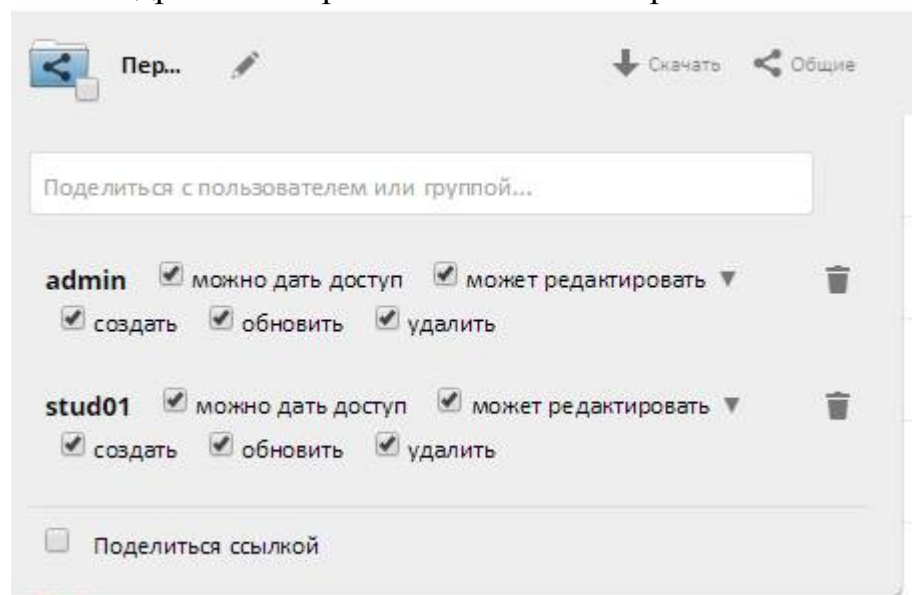 Пер... Скачать Общие
Поделиться с пользователем или группой...
admin можно дать доступ может редактировать
создать обновить удалить
stud01 можно дать доступ может редактировать
создать обновить удалить
Поделиться ссылкой